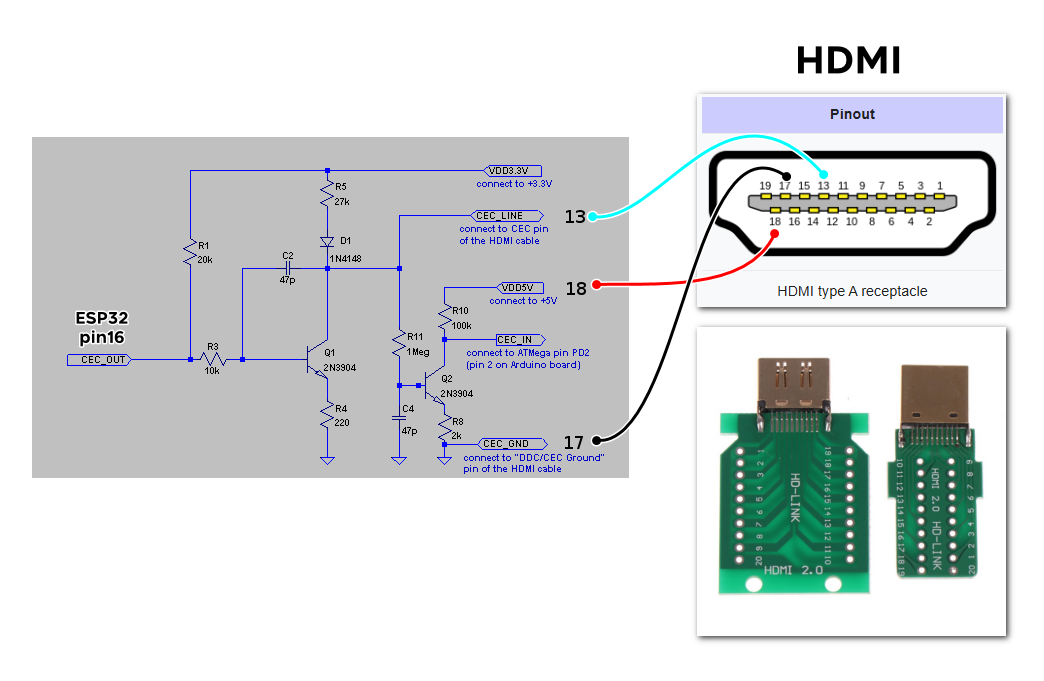 HDMI
Pinout
19 17 15 13 11 9 7 5 3 1
18 16 14 12 10 8 6 4 2
HDMI type A receptacle
VDD3.3V
connect to +3.3V
R5
27k
CEC_LINE
13
connect to CEC pin
of the HDMI cable
R1
20k
D1
1N4148
C2
47p
VDD5V
18
connect to +5V
R10
100k
ESP32
pin16
CEC_OUT
R3
10k
Q1
2N3904
R11
1Meg
CEC_IN
connect to ATMega pin PD2
(pin 2 on Arduino board)
Q2
2N3904
R4
220
C4
47p
R8
2k
CEC_GND
17
connect to "DDC/CEC Ground"
pin of the HDMI cable
HD-LINK
HDMI 2.0
1
2
3
4
5
6
7
8
9
20
19
18
17
16
15
14
13
12
11
10
HDMI 2.0 HD-LINK
10
11
12
13
14
15
16
17
18
19
9
8
7
6
5
4
3
2
1
20